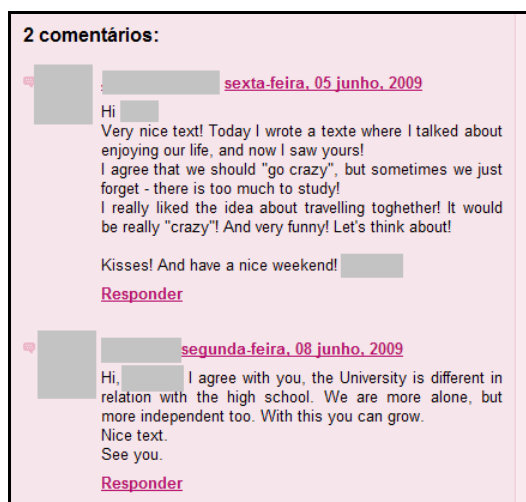 2 comentários:
sexta-feira, 05 junho, 2009
Hi
Very nice text! Today I wrote a texte where I talked about
enjoying our life, and now I saw yours!
I agree that we should "go crazy", but sometimes we just
forget - there is too much to study!
I really liked the idea about travelling toghether! It would
be really "crazy"! And very funny! Let's think about!
Kisses! And have a nice weekend!
Responder
segunda-feira, 08 junho, 2009
Hi, I agree with you, the University is different in
relation with the high school. We are more alone, but
more independent too. With this you can grow.
Nice text.
See you.
Responder